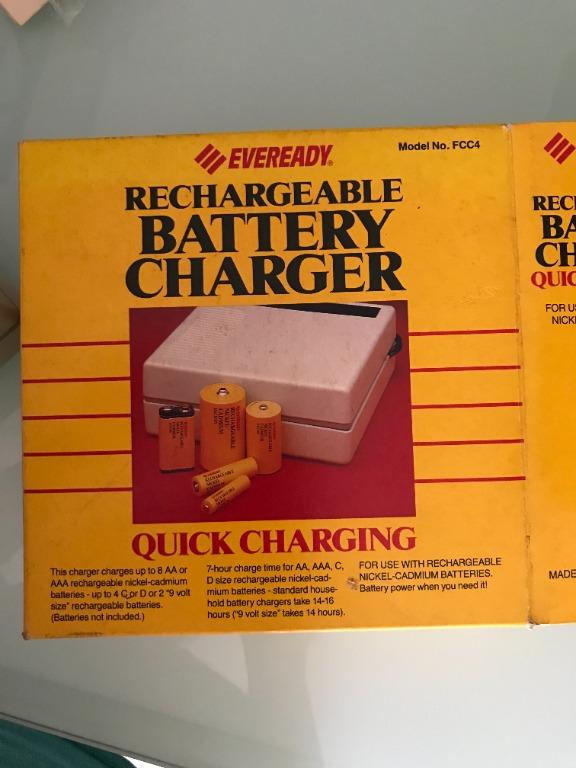 EVEREADY®
Model No. FCC4
RECHARGEABLE
BATTERY
CHARGER
QUICK CHARGING
This charger charges up to 8 AA or
AAA rechargeable nickel-cadmium
batteries - up to 4 C or D or 2 "9 volt
size" rechargeable batteries.
(Batteries not included.)
7-hour charge time for AA, AAA, C,
D size rechargeable nickel-cad-
mium batteries - standard house-
hold battery chargers take 14-16
hours ("9 volt size" takes 14 hours).
FOR USE WITH RECHARGEABLE
NICKEL-CADMIUM BATTERIES.
Battery power when you need it!
BA
CH
QUIC
FOR
MADE